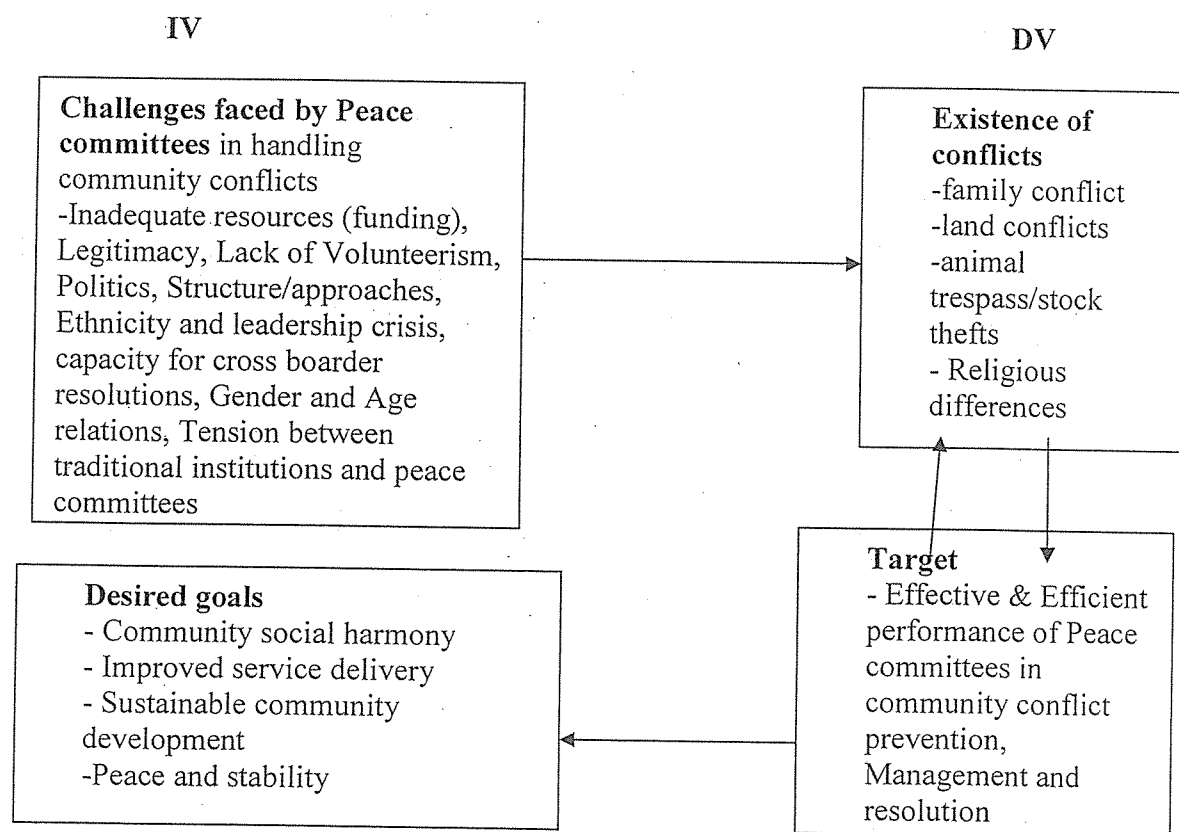 IV
DV
Challenges faced by Peace
committees in handling
community conflicts
-Inadequate resources (funding),
Legitimacy, Lack of Volunteerism,
Politics, Structure/approaches,
Ethnicity and leadership crisis,
capacity for cross boarder
resolutions, Gender and Age
relations, Tension between
traditional institutions and peace
committees
Existence of
conflicts
-family conflict
-land conflicts
-animal
trespass/stock
thefts
- Religious
differences
Target
- Effective & Efficient
performance of Peace
committees in
community conflict
prevention,
Management and
resolution
Desired goals
- Community social harmony
- Improved service delivery
- Sustainable community
development
-Peace and stability